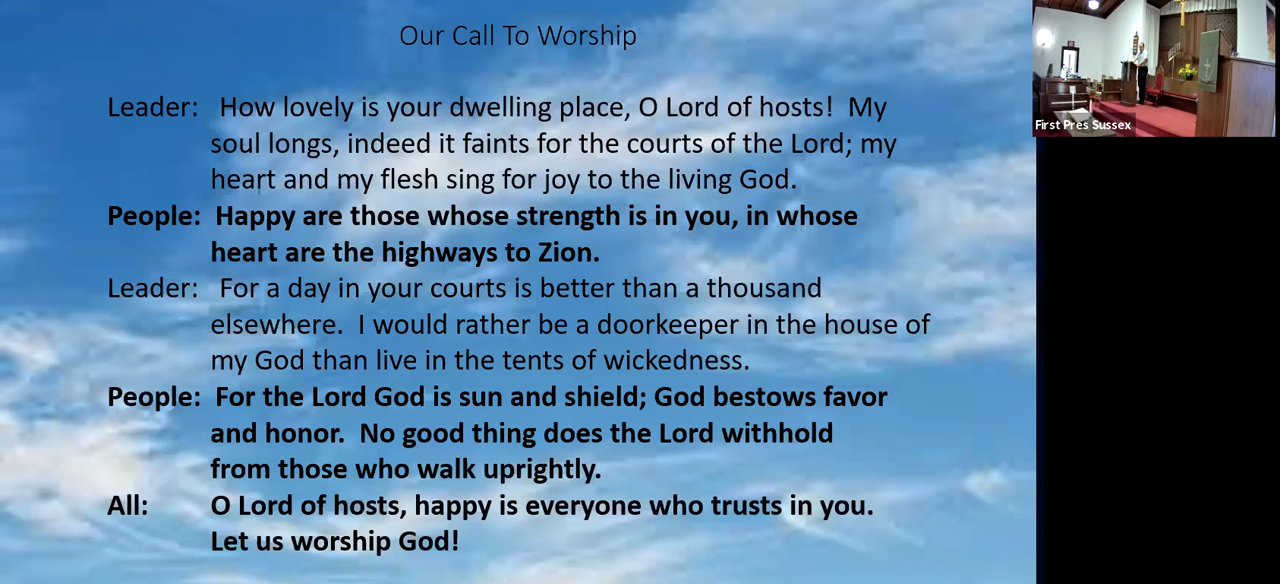 Our Call To Worship
Leader: How lovely is your dwelling place, O Lord of hosts! My
soul longs, indeed it faints for the courts of the Lord; my
heart and my flesh sing for joy to the living God.
People: Happy are those whose strength is in you, in whose
heart are the highways to Zion.
Leader: For a day in your courts is better than a thousand
elsewhere. I would rather be a doorkeeper in the house of
my God than live in the tents of wickedness.
People: For the Lord God is sun and shield; God bestows favor
and honor. No good thing does the Lord withhold
from those who walk uprightly.
All: O Lord of hosts, happy is everyone who trusts in you.
Let us worship God!
First Pres Sussex